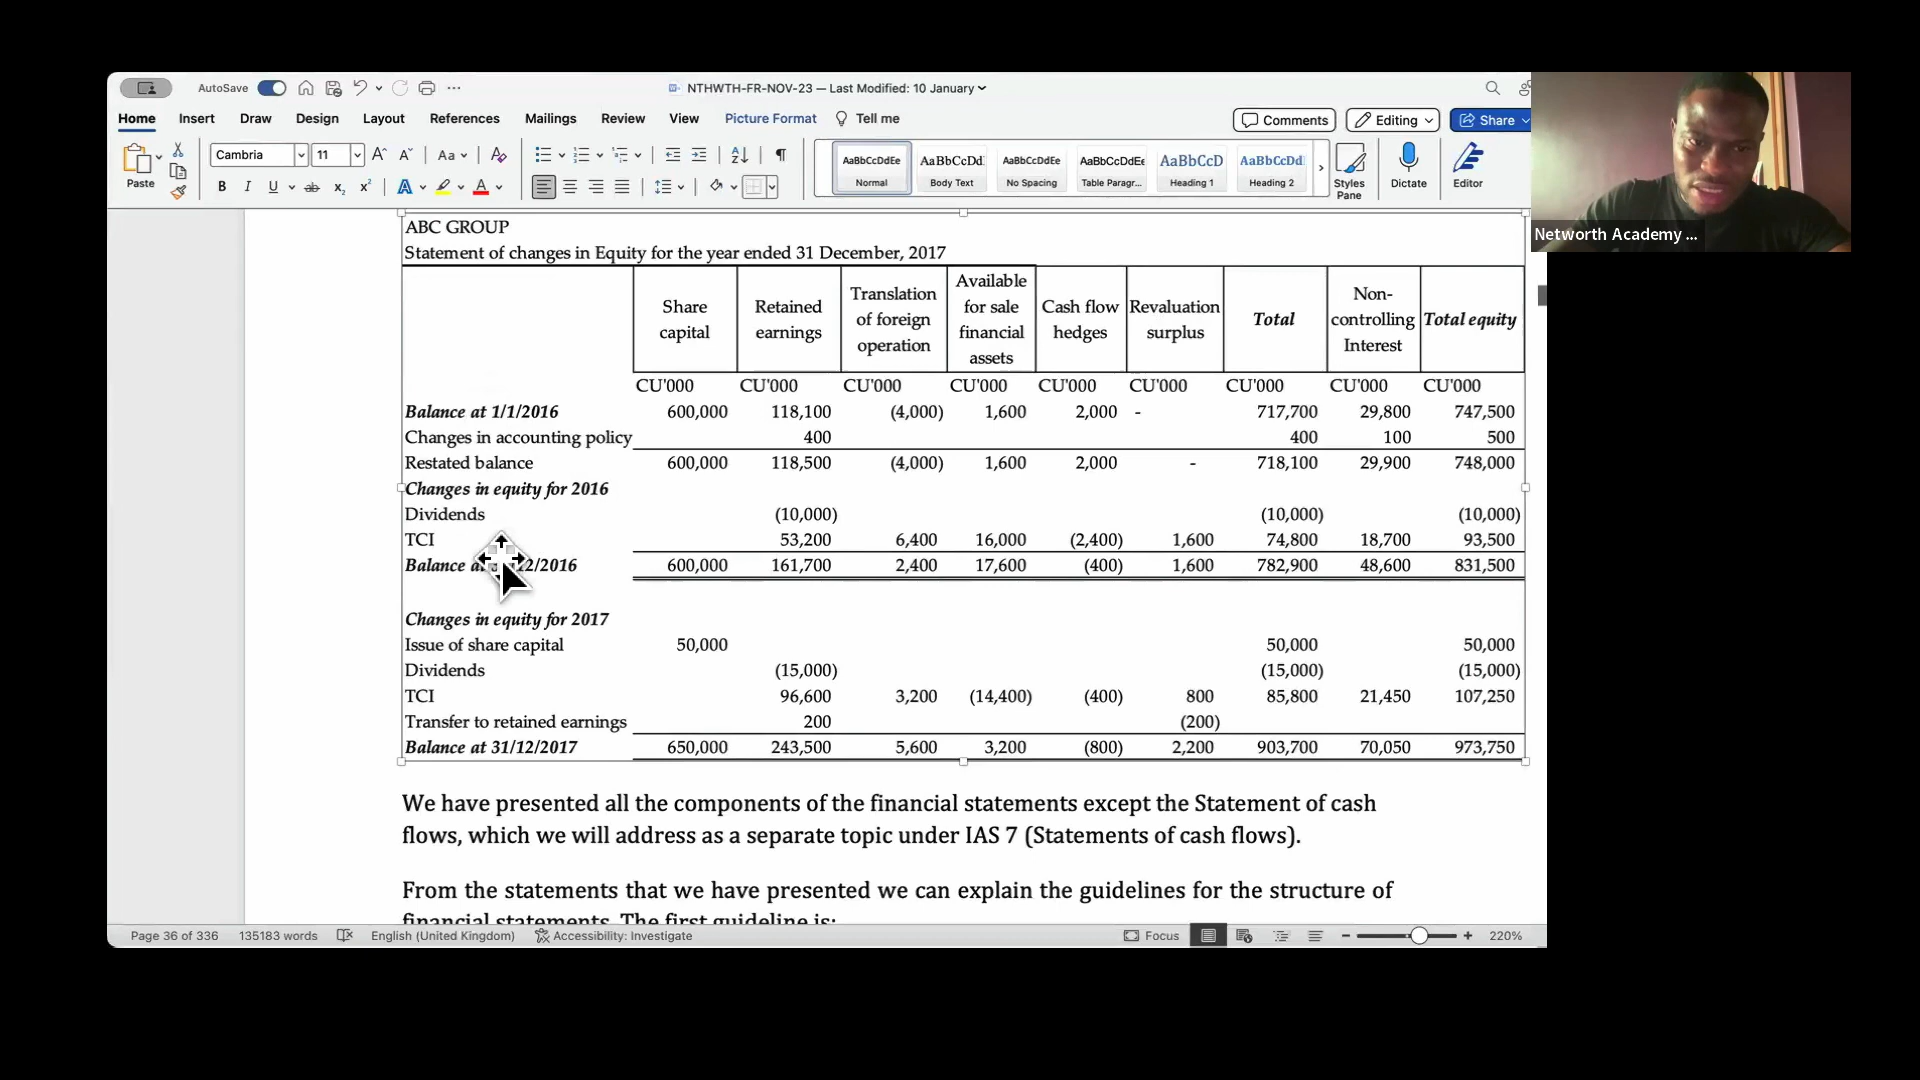 AutoSave
NTHWTH-FR-NOV-23 — Last Modified: 10 January
Home Insert Draw Design Layout References Mailings Review View Picture Format Tell me
Comments Editing Share
Paste Cambria 11 Aa
AaBbCcDdEe AaBbCcDd AaBbCcDdEe AaBbCcDdEe AaBbCcD AaBbCcDd
Normal Body Text No Spacing Table Paragr... Heading 1 Heading 2
Styles Pane Dictate Editor
Networth Academy ...
ABC GROUP
Statement of changes in Equity for the year ended 31 December, 2017
Share capital Retained earnings Translation of foreign operation Available for sale financial assets Cash flow hedges Revaluation surplus Total Non-controlling Interest Total equity
CU'000 CU'000 CU'000 CU'000 CU'000 CU'000 CU'000 CU'000 CU'000
Balance at 1/1/2016 600,000 118,100 (4,000) 1,600 2,000 - 717,700 29,800 747,500
Changes in accounting policy 400 400 100 500
Restated balance 600,000 118,500 (4,000) 1,600 2,000 - 718,100 29,900 748,000
Changes in equity for 2016
Dividends (10,000) (10,000) (10,000)
TCI 53,200 6,400 16,000 (2,400) 1,600 74,800 18,700 93,500
Balance 2/2016 600,000 161,700 2,400 17,600 (400) 1,600 782,900 48,600 831,500
Changes in equity for 2017
Issue of share capital 50,000 50,000 50,000
Dividends (15,000) (15,000) (15,000)
TCI 96,600 3,200 (14,400) (400) 800 85,800 21,450 107,250
Transfer to retained earnings 200 (200)
Balance at 31/12/2017 650,000 243,500 5,600 3,200 (800) 2,200 903,700 70,050 973,750
We have presented all the components of the financial statements except the Statement of cash
flows, which we will address as a separate topic under IAS 7 (Statements of cash flows).
From the statements that we have presented we can explain the guidelines for the structure of
financial statements. The first guideline is:
Page 36 of 336 135183 words English (United Kingdom) Accessibility: Investigate Focus 220%